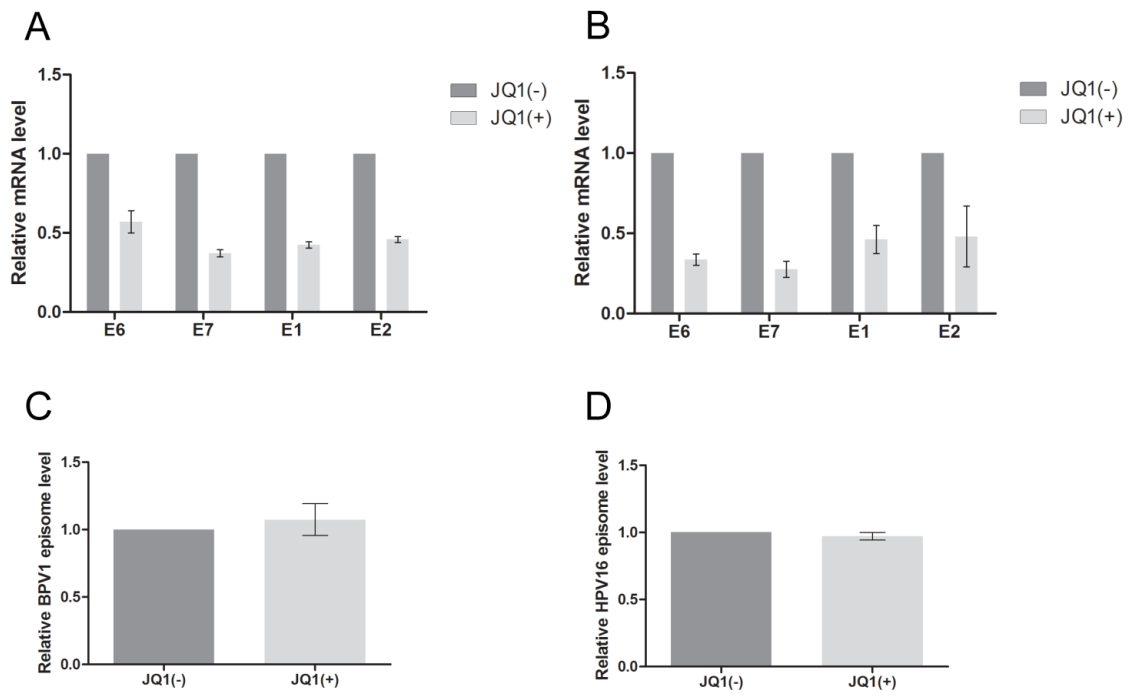 A
Relative mRNA level
1.5
1.0
0.5
0.0
E6 E7 E1 E2
JQ1(-)
JQ1(+)
B
Relative mRNA level
1.5
1.0
0.5
0.0
E6 E7 E1 E2
JQ1(-)
JQ1(+)
C
Relative BPV1 episome level
1.5
1.0
0.5
0.0
JQ1(-) JQ1(+)
D
Relative HPV16 episome level
1.5
1.0
0.5
0.0
JQ1(-) JQ1(+)